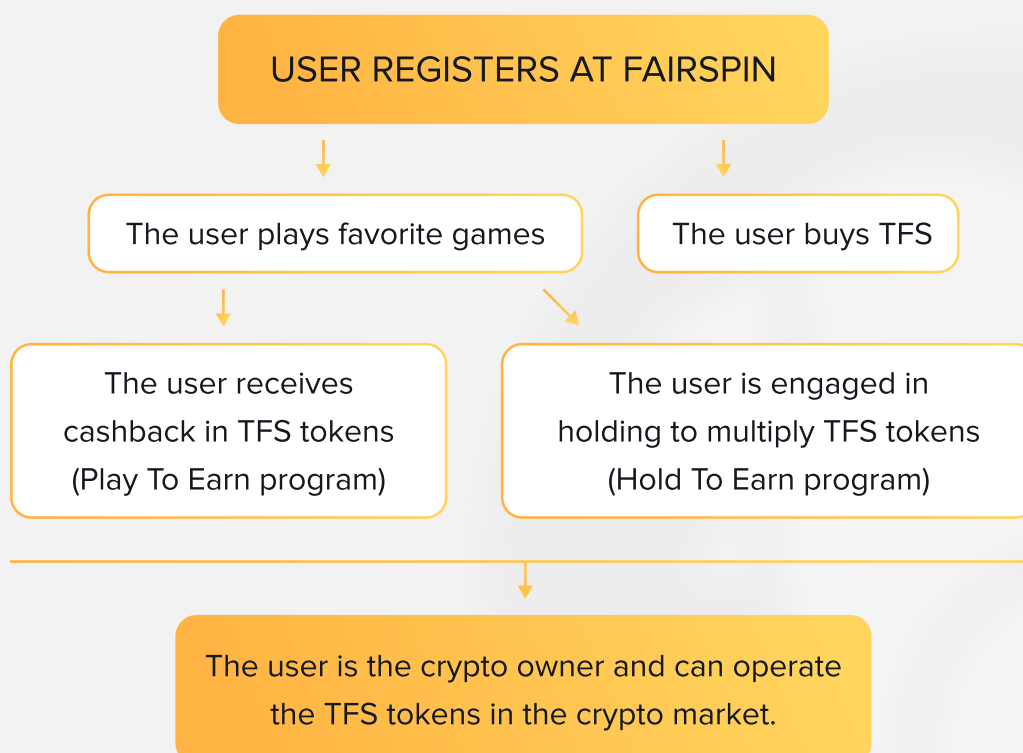 USER REGISTERS AT FAIRSPIN
The user plays favorite games
The user buys TFS
The user receives
cashback in TFS tokens
(Play To Earn program)
The user is engaged in
holding to multiply TFS tokens
(Hold To Earn program)
The user is the crypto owner and can operate
the TFS tokens in the crypto market.